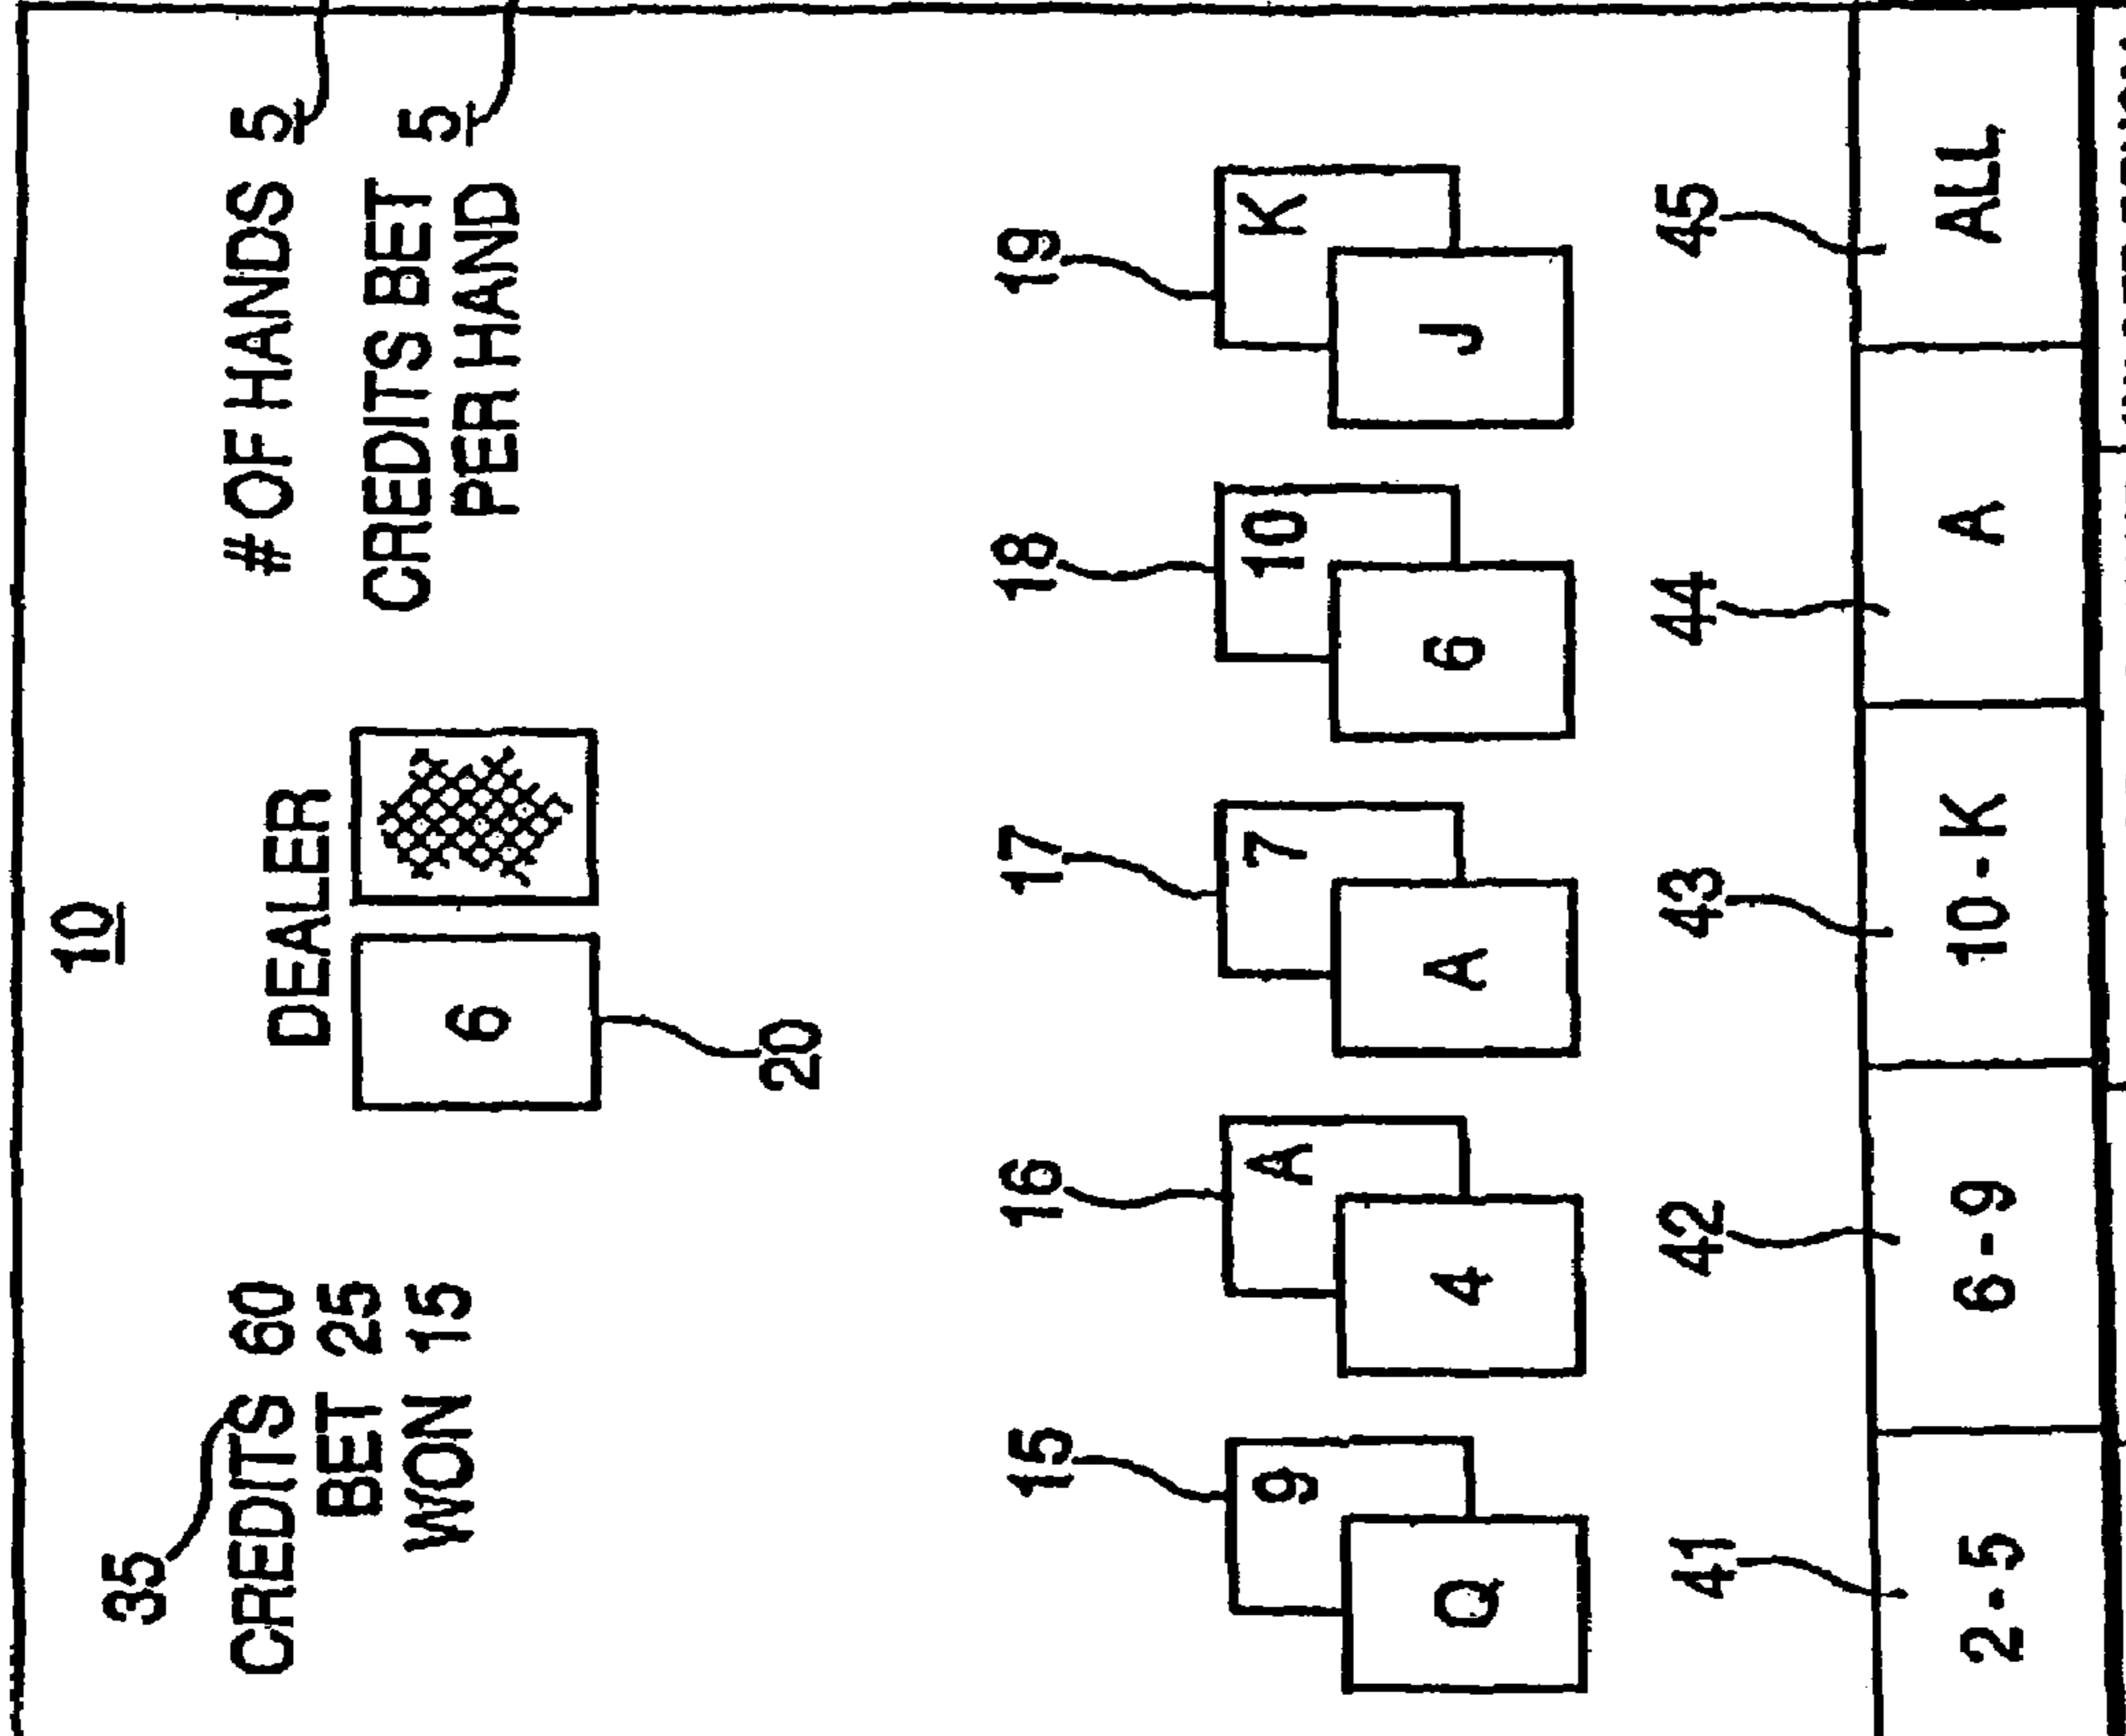 10
35
CREDITS 60
BET 25
WON 15
DEALER
6
20
# OF HANDS 5
CREDITS BET 5
PER HAND
15 16 17 18 19
9 A 7 10 K
Q 4 A 6 J
41 42 43 44 45
2-5 6-9 10-K A ALL